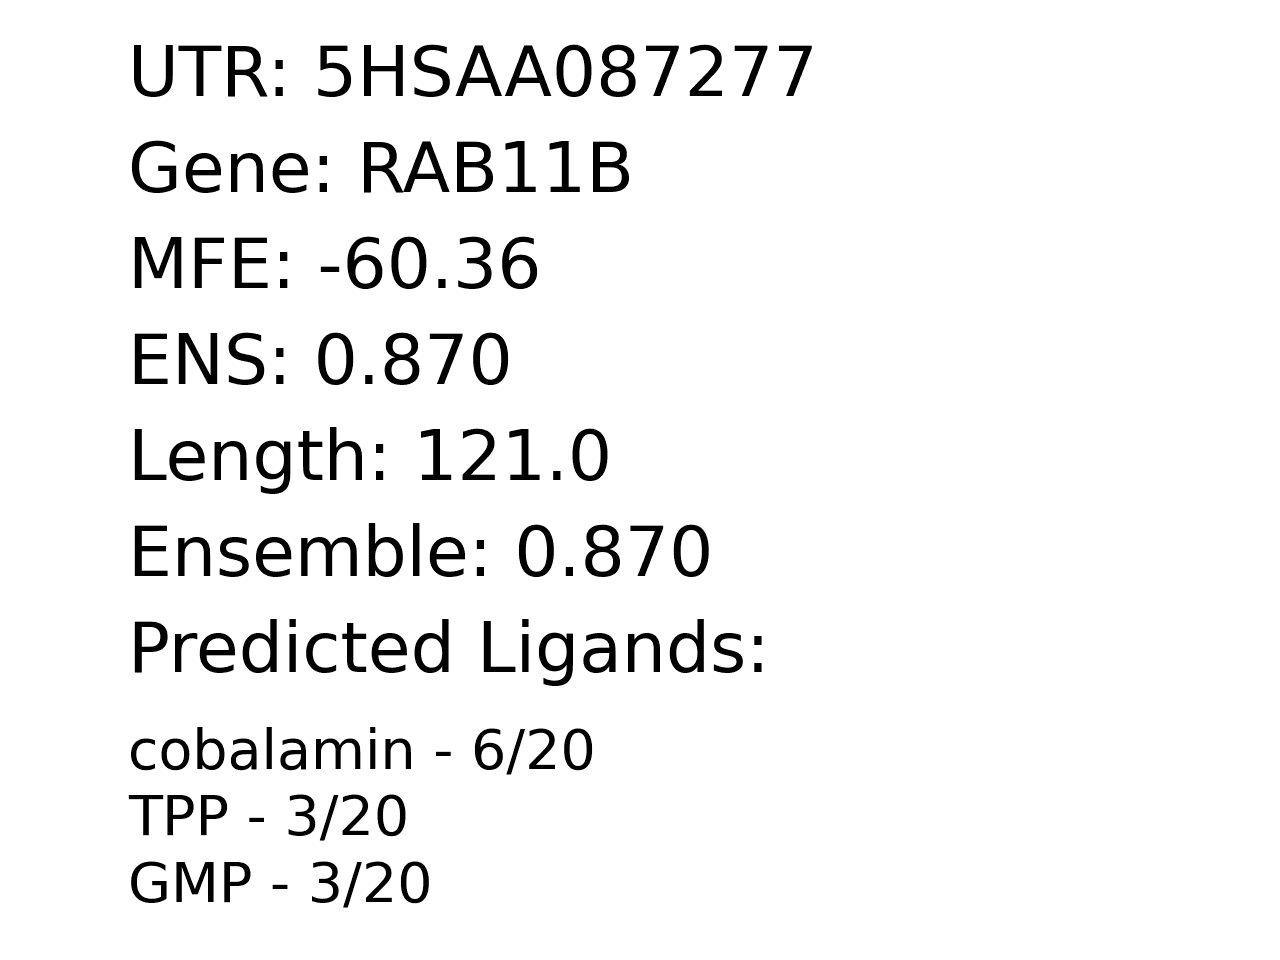 UTR: 5HSAA087277
Gene: RAB11B
MFE: -60.36
ENS: 0.870
Length: 121.0
Ensemble: 0.870
Predicted Ligands:
cobalamin - 6/20
TPP - 3/20
GMP - 3/20